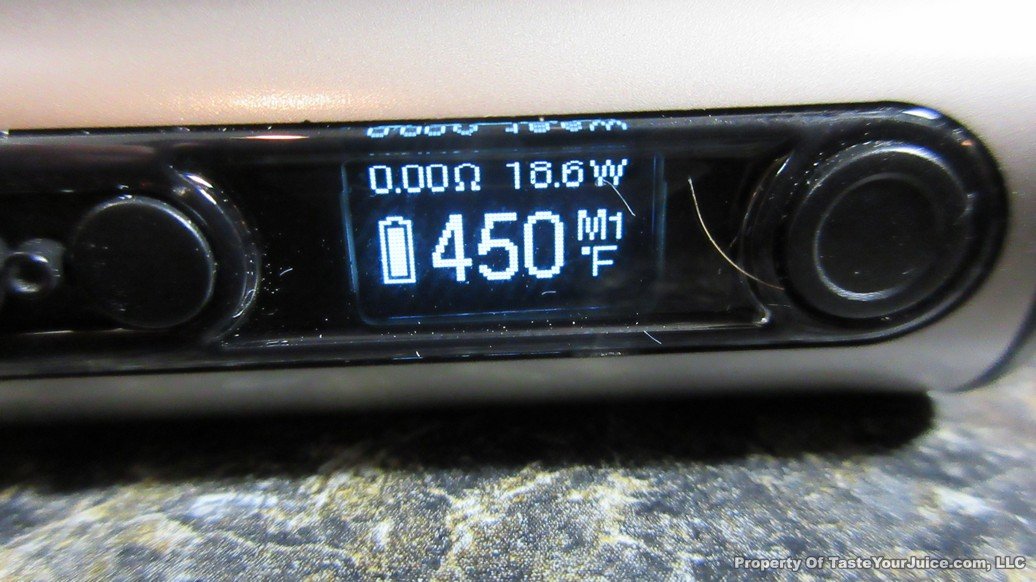 0.00Ω 18.6W
450 M1
°F
Property Of TasteYourJuice.com, LLC